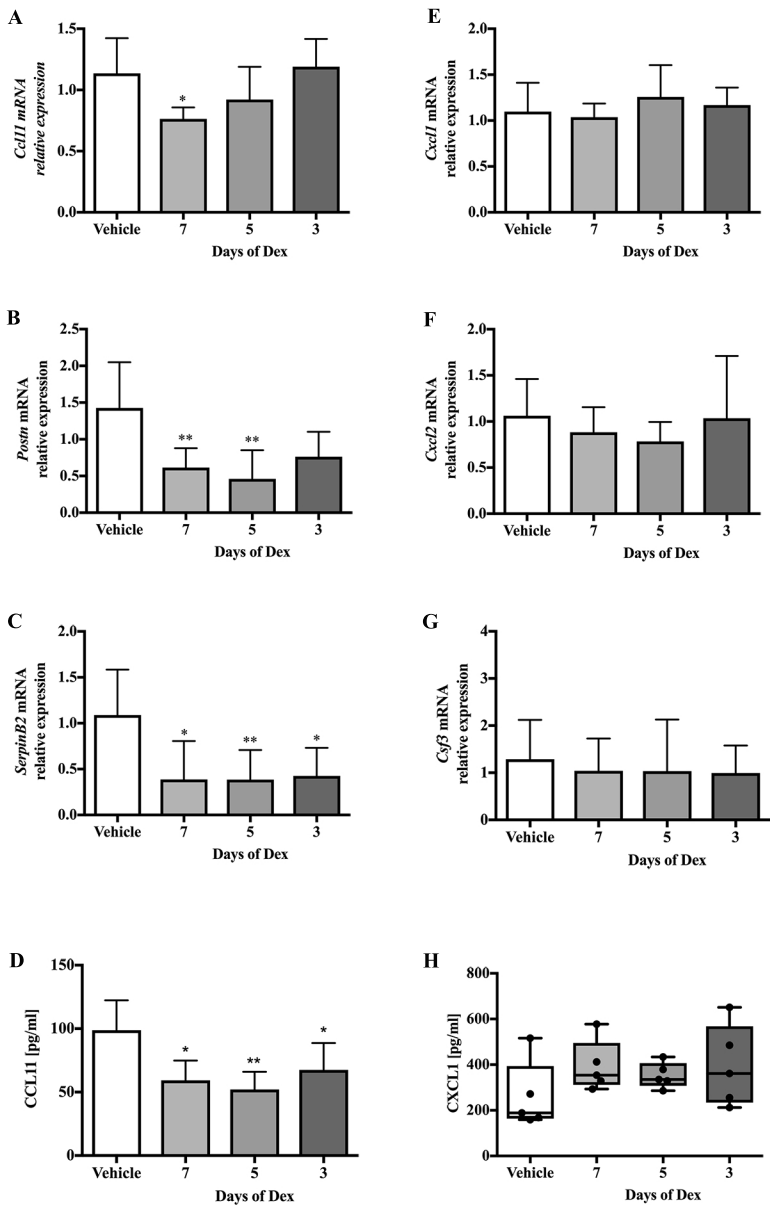 A
Ccl11 mRNA
relative expression
1.5
1.0
0.5
0.0
*
Vehicle 7 5 3
Days of Dex
B
Postn mRNA
relative expression
2.5
2.0
1.5
1.0
0.5
0.0
** **
Vehicle 7 5 3
Days of Dex
C
SerpinB2 mRNA
relative expression
2.0
1.5
1.0
0.5
0.0
* ** *
Vehicle 7 5 3
Days of Dex
D
CCL11 [pg/ml]
150
100
50
0
* ** *
Vehicle 7 5 3
Days of Dex
E
Cxcl1 mRNA
relative expression
2.0
1.5
1.0
0.5
0.0
Vehicle 7 5 3
Days of Dex
F
Cxcl2 mRNA
relative expression
2.0
1.5
1.0
0.5
0.0
Vehicle 7 5 3
Days of Dex
G
Csf3 mRNA
relative expression
4
3
2
1
0
Vehicle 7 5 3
Days of Dex
H
CXCL1 [pg/ml]
800
600
400
200
0
Vehicle 7 5 3
Days of Dex